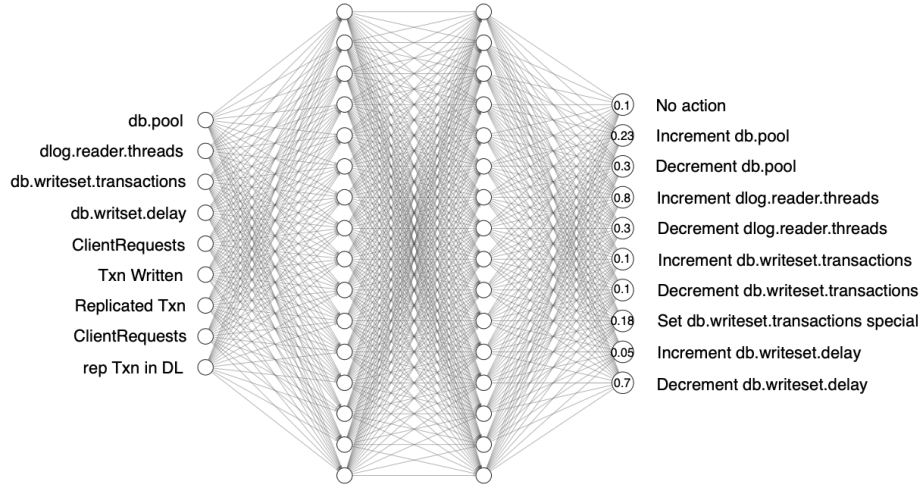 db.pool
dlog.reader.threads
db.writeset.transactions
db.writset.delay
ClientRequests
Txn Written
Replicated Txn
ClientRequests
rep Txn in DL
0.1 No action
0.23 Increment db.pool
0.3 Decrement db.pool
0.8 Increment dlog.reader.threads
0.3 Decrement dlog.reader.threads
0.1 Increment db.writeset.transactions
0.1 Decrement db.writeset.transactions
0.18 Set db.writeset.transactions special
0.05 Increment db.writeset.delay
0.7 Decrement db.writeset.delay